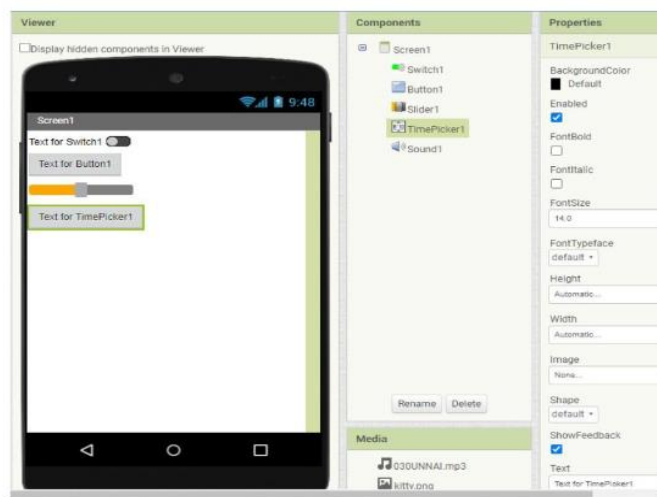 Viewer
Display hidden components in Viewer
9:48
Screen1
Text for Switch1
Text for Button1
Text for TimePicker1
Components
Screen1
Switch1
Button1
Slider1
TimePicker1
Sound1
Rename Delete
Media
030UNNAI.mp3
kitty.png
Properties
TimePicker1
BackgroundColor
Default
Enabled
FontBold
FontItalic
FontSize
14.0
FontTypeface
default
Height
Automatic...
Width
Automatic...
Image
None...
Shape
default
ShowFeedback
Text
Text for TimePicker1